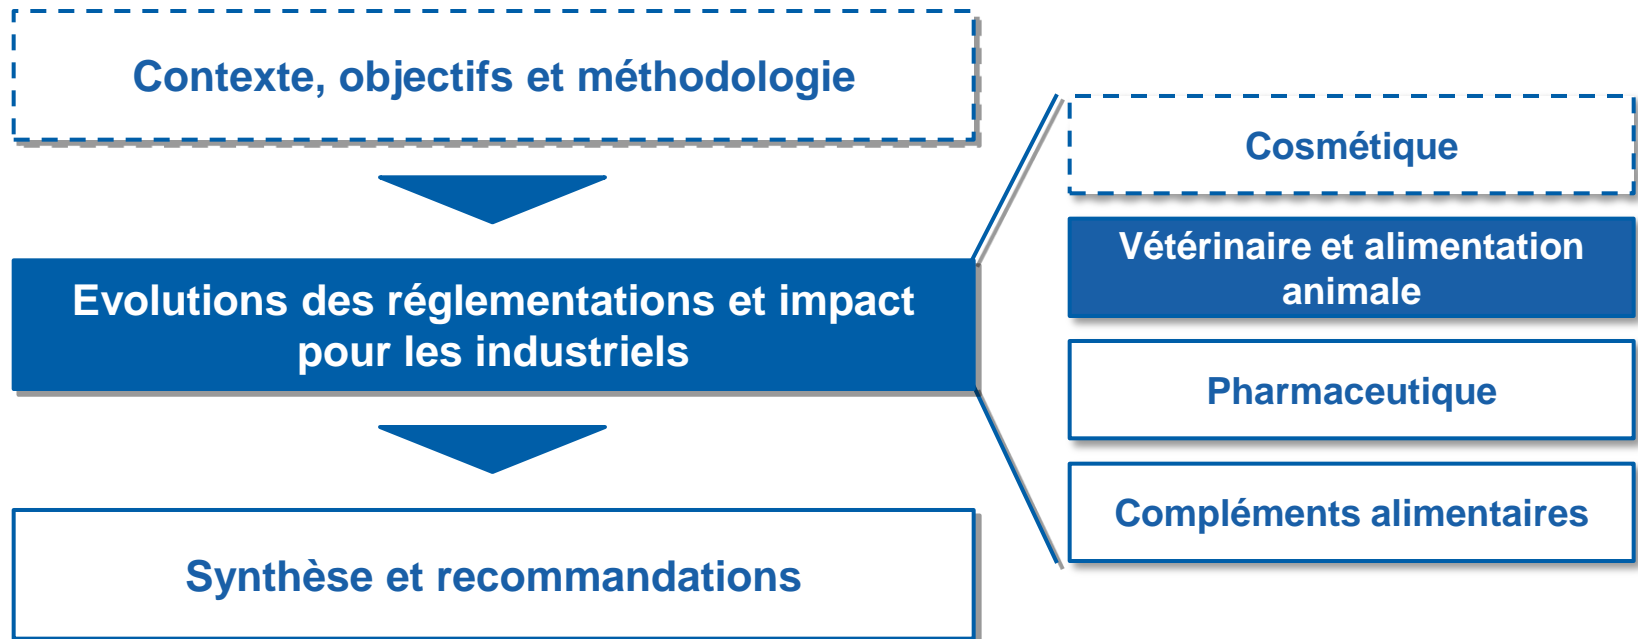 Contexte, objectifs et méthodologie
Evolutions des réglementations et impact
pour les industriels
Synthèse et recommandations
Cosmétique
Vétérinaire et alimentation
animale
Pharmaceutique
Compléments alimentaires